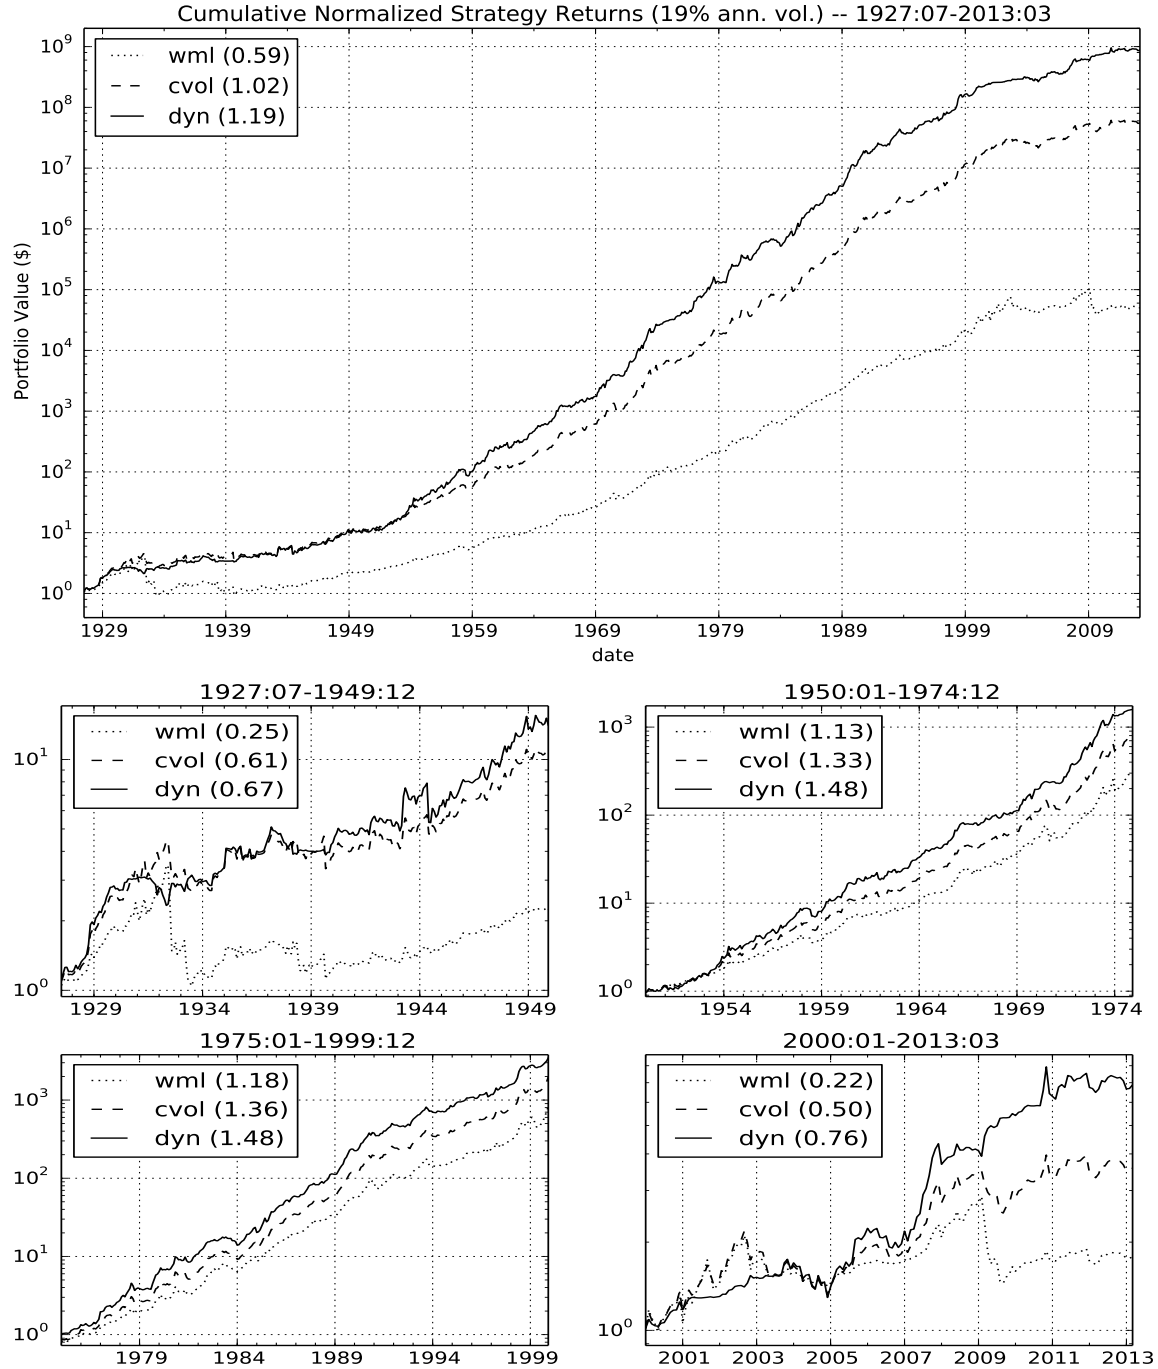 Cumulative Normalized Strategy Returns (19% ann. vol.) -- 1927:07-2013:03
wml (0.59)
cvol (1.02)
dyn (1.19)
Portfolio Value ($)
10⁹
10⁸
10⁷
10⁶
10⁵
10⁴
10³
10²
10¹
10⁰
1929 1939 1949 1959 1969 1979 1989 1999 2009
date
1927:07-1949:12
wml (0.25)
cvol (0.61)
dyn (0.67)
10¹
10⁰
1929 1934 1939 1944 1949
1950:01-1974:12
wml (1.13)
cvol (1.33)
dyn (1.48)
10³
10²
10¹
10⁰
1954 1959 1964 1969 1974
1975:01-1999:12
wml (1.18)
cvol (1.36)
dyn (1.48)
10³
10²
10¹
10⁰
1979 1984 1989 1994 1999
2000:01-2013:03
wml (0.22)
cvol (0.50)
dyn (0.76)
10⁰
2001 2003 2005 2007 2009 2011 2013